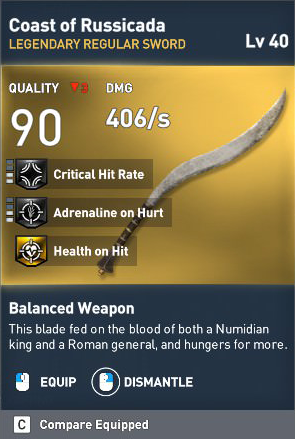 Coast of Russicada
LEGENDARY REGULAR SWORD
Lv 40
QUALITY ▼3 DMG
90 406/s
Critical Hit Rate
Adrenaline on Hurt
Health on Hit
Balanced Weapon
This blade fed on the blood of both a Numidian
king and a Roman general, and hungers for more.
EQUIP DISMANTLE
C Compare Equipped